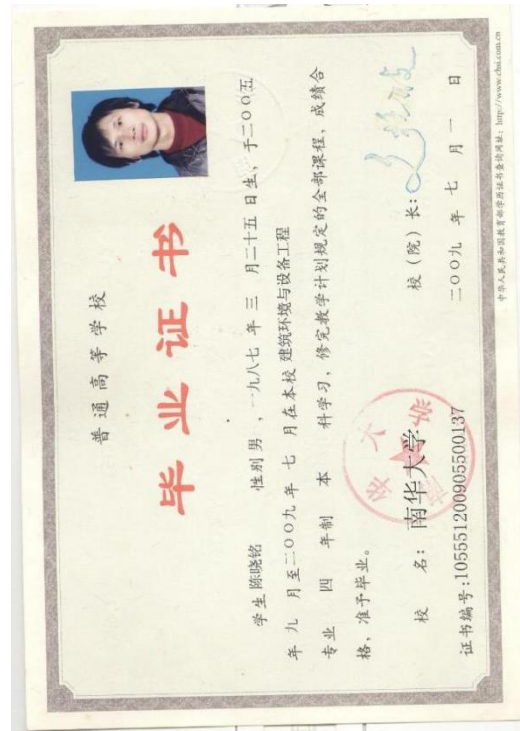 普通高等学校
毕业证书
学生 陈晓铭 性别 男 ，一九八七 年 三 月二十五 日生，于二〇〇五
年 九 月至二〇〇九 年 七 月在本校 建筑环境与设备工程
专业 四 年制 本 科学习，修完教学计划规定的全部课程，成绩合
格，准予毕业。
校 名： 南华大学 校（院）长：
证书编号:105551200905500137 二〇〇九 年 七 月 一 日
中华人民共和国教育部学历证书查询网址：http://www.chsi.com.cn